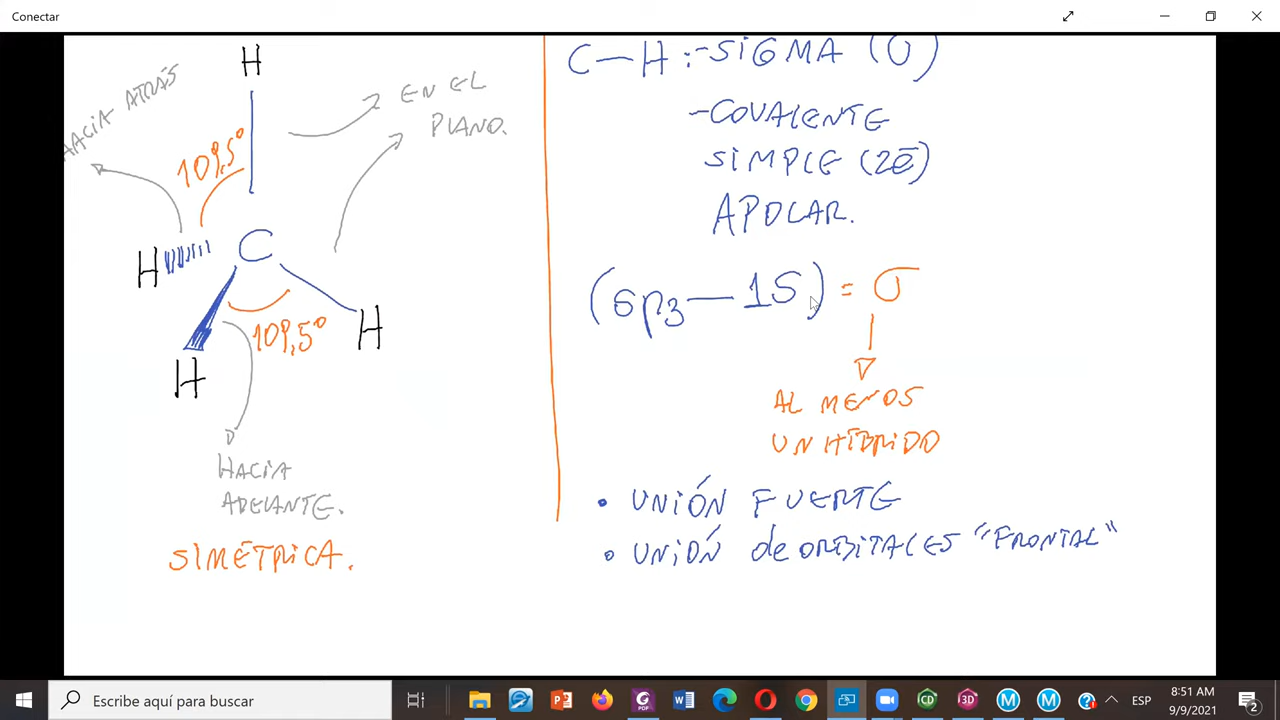 Conectar
H
HACIA ATRÁS
109,5°
EN EL
PLANO.
H
C
109,5°
H
H
HACIA
ADELANTE.
SIMÉTRICA.
C—H:-SIGMA (σ)
-COVALENTE
SIMPLE (2ē)
APOLAR.
(sp3—1S) = σ
AL MENOS
UN HÍBRIDO
• UNIÓN FUERTE
• UNIÓN de ORBITALES "FRONTAL"
Escribe aquí para buscar
ESP
8:51 AM
9/9/2021
2